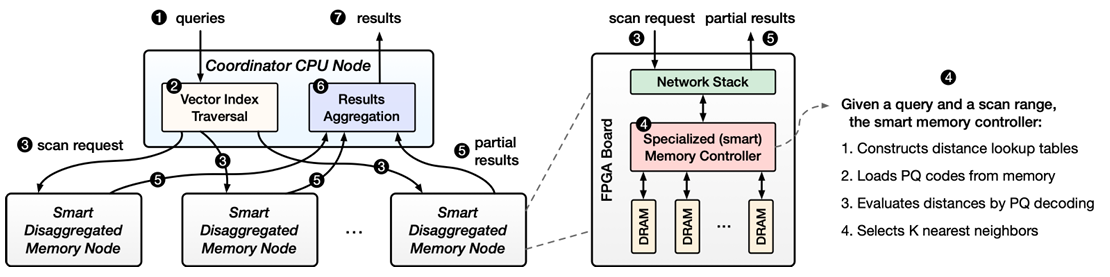 ❶ queries
❼ results
Coordinator CPU Node
❷
Vector Index
Traversal
❻
Results
Aggregation
❸ scan request
❸
❸
❺
❺
❺ partial
results
Smart
Disaggregated
Memory Node
Smart
Disaggregated
Memory Node
...
Smart
Disaggregated
Memory Node
scan request
❸
partial results
❺
FPGA Board
Network Stack
❹
Specialized (smart)
Memory Controller
DRAM
DRAM
...
DRAM
❹
Given a query and a scan range,
the smart memory controller:
1. Constructs distance lookup tables
2. Loads PQ codes from memory
3. Evaluates distances by PQ decoding
4. Selects K nearest neighbors